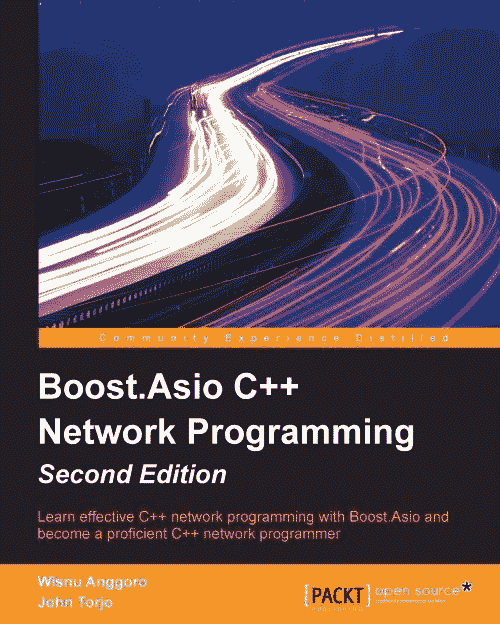 Community Experience Distilled
Boost.Asio C++
Network Programming
Second Edition
Learn effective C++ network programming with Boost.Asio and
become a proficient C++ network programmer
Wisnu Anggoro
John Torjo
[PACKT] open source*
PUBLISHING